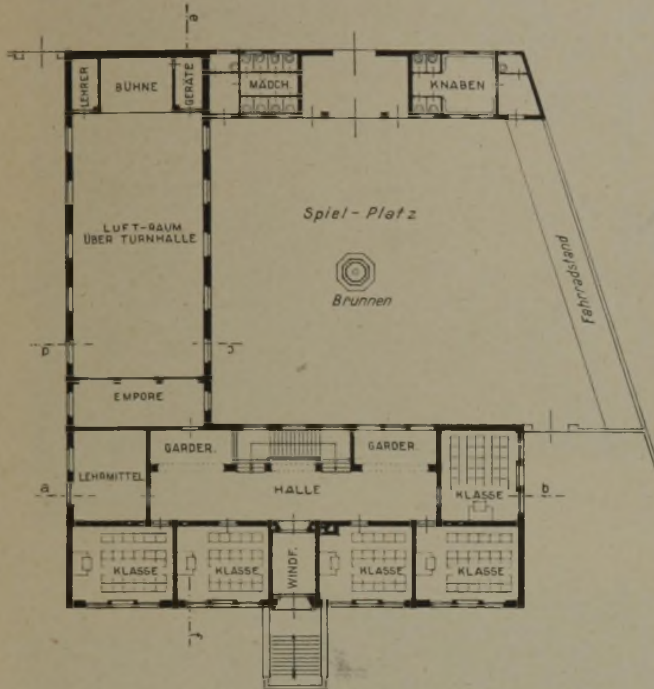 e
LEHRER
BÜHNE
GERÄTE
MÄDCH.
KNABEN
LUFT-RAUM
ÜBER TURNHALLE
Spiel-Platz
Brunnen
Fahrradstand
d
c
EMPORE
GARDER.
GARDER.
LEHRMITTEL
HALLE
KLASSE
a
b
KLASSE
KLASSE
WINDF.
KLASSE
KLASSE
f